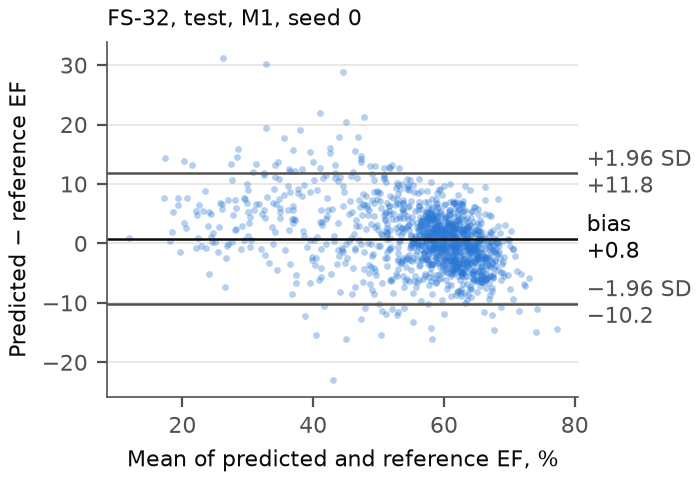 FS-32, test, M1, seed 0
Predicted − reference EF
30
20
10
0
−10
−20
+1.96 SD
+11.8
bias
+0.8
−1.96 SD
−10.2
20 40 60 80
Mean of predicted and reference EF, %